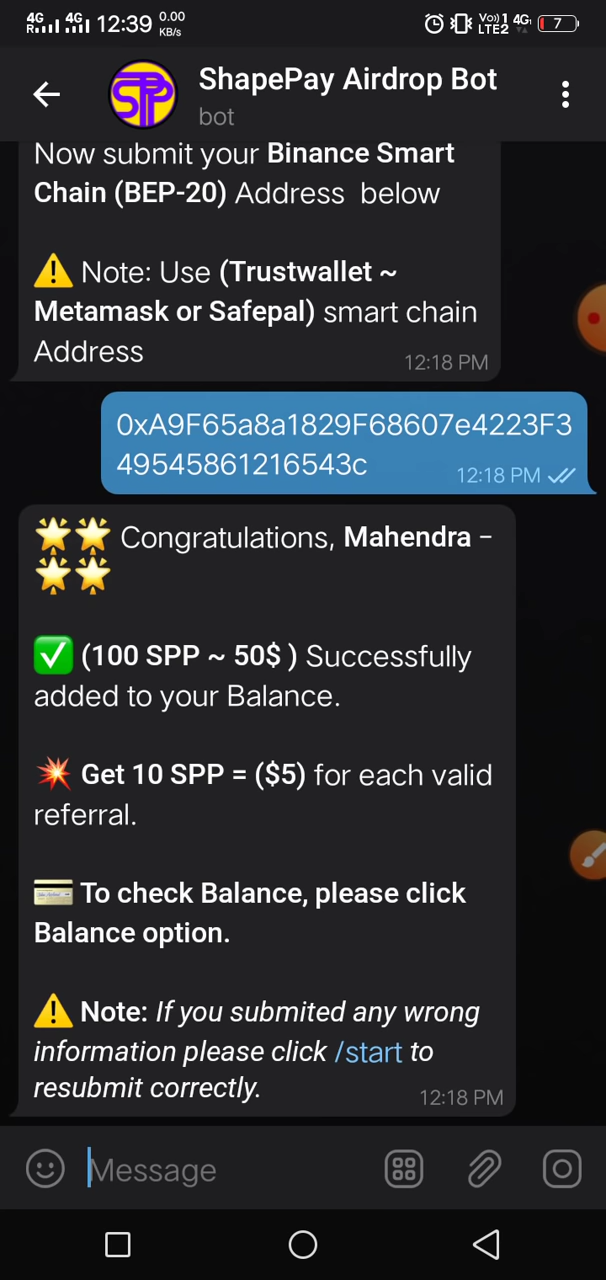 4G 4G 12:39 0.00
R KB/s
Vo)) 1 4G 7
LTE2
ShapePay Airdrop Bot
bot
SPP
Now submit your Binance Smart
Chain (BEP-20) Address below
⚠️ Note: Use (Trustwallet ~
Metamask or Safepal) smart chain
Address
12:18 PM
0xA9F65a8a1829F68607e4223F3
49545861216543c
12:18 PM
🌟🌟 Congratulations, Mahendra -
🌟🌟
✅ (100 SPP ~ 50$ ) Successfully
added to your Balance.
💥 Get 10 SPP = ($5) for each valid
referral.
💳 To check Balance, please click
Balance option.
⚠️ Note: If you submited any wrong
information please click /start to
resubmit correctly.
12:18 PM
Message